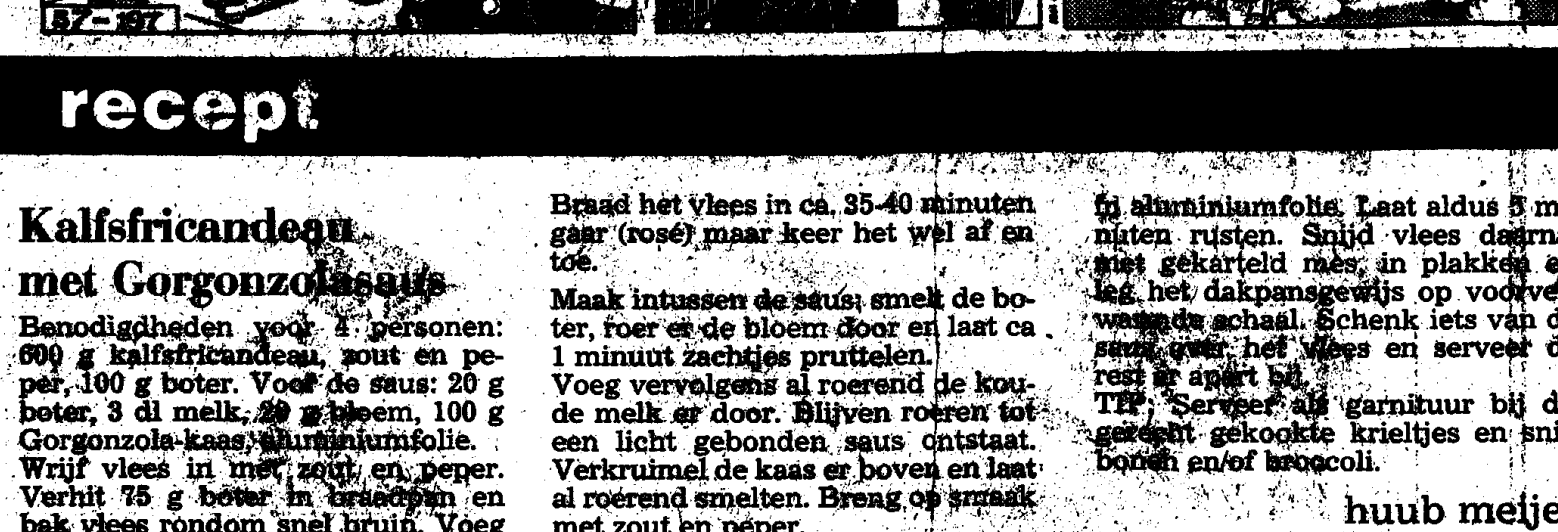 57-197
recept
Kalfsfricandeau
met Gorgonzolasaus
Benodigdheden voor 4 personen:
600 g kalfsfricandeau, zout en pe-
per, 100 g boter. Voor de saus: 20 g
boter, 3 dl melk, 20 g bloem, 100 g
Gorgonzola-kaas, aluminiumfolie.
Wrijf vlees in met zout en peper.
Verhit 75 g boter in braadpan en
bak vlees rondom snel bruin. Voeg
Braad het vlees in ca. 35-40 minuten
gaar (rosé) maar keer het wel af en
toe.
Maak intussen de saus: smelt de bo-
ter, roer er de bloem door en laat ca
1 minuut zachtjes pruttelen.
Voeg vervolgens al roerend de kou-
de melk er door. Blijven roeren tot
een licht gebonden saus ontstaat.
Verkruimel de kaas er boven en laat
al roerend smelten. Breng op smaak
met zout en peper.
in aluminiumfolie. Laat aldus 5 m
nuten rusten. Snijd vlees daarna
met gekarteld mes, in plakken e
leg het dakpansgewijs op voorve
warmde schaal. Schenk iets van d
saus over het vlees en serveer d
rest er apart bij.
TIP: Serveer als garnituur bij d
gerecht gekookte krieltjes en sni
bonen en/of broccoli.
huub meije